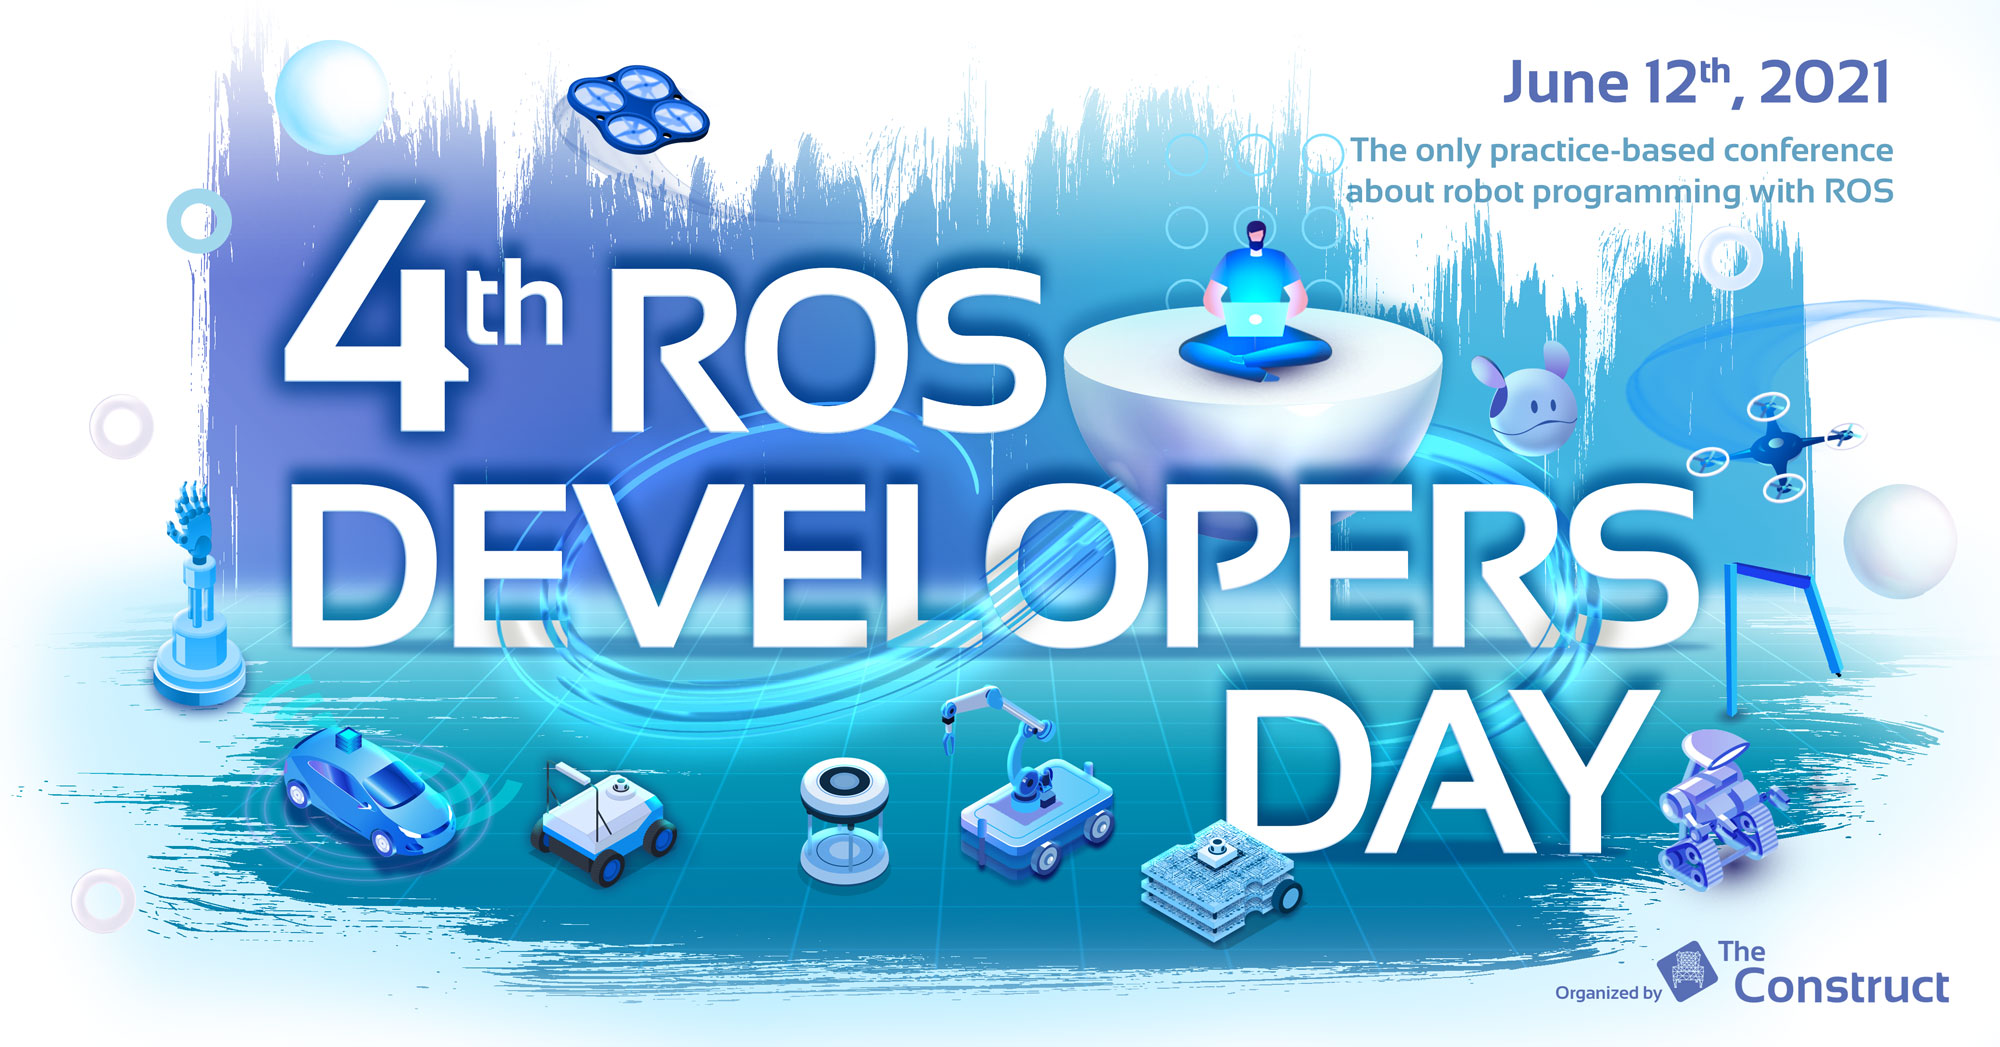 June 12th, 2021
The only practice-based conference
about robot programming with ROS
4th ROS
DEVELOPERS
DAY
Organized by The Construct